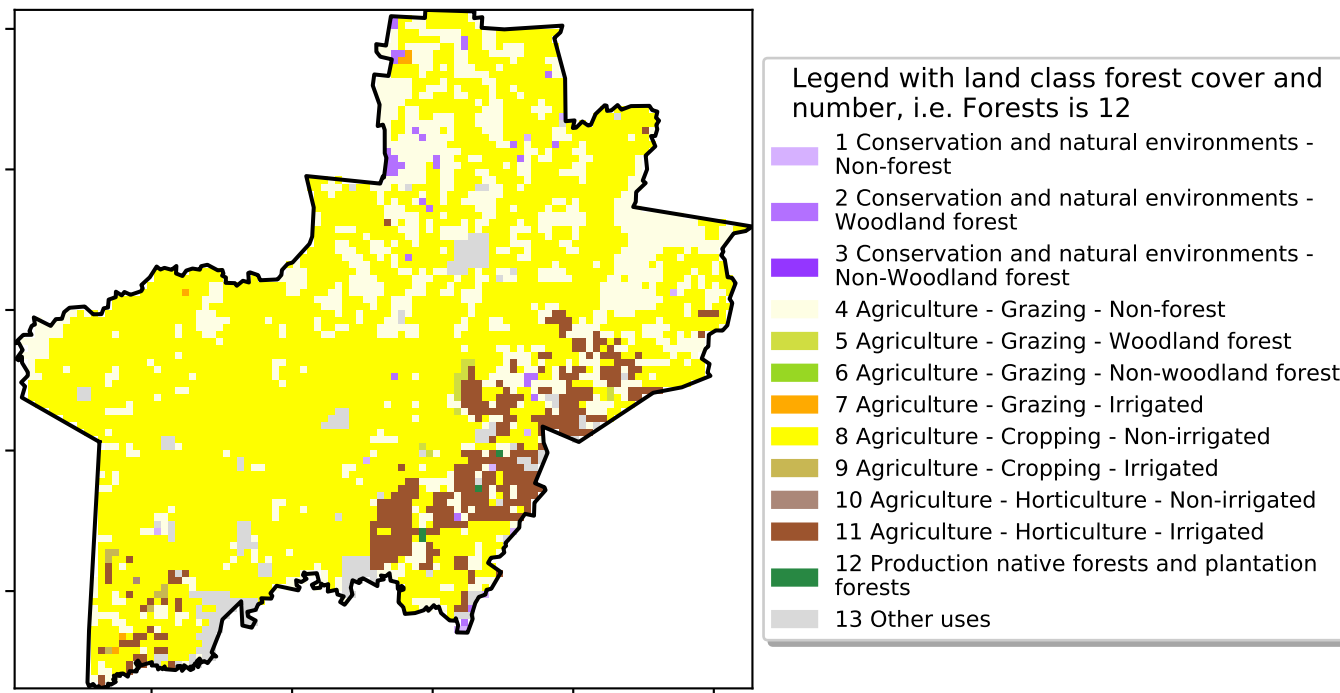 Legend with land class forest cover and
number, i.e. Forests is 12
1 Conservation and natural environments -
Non-forest
2 Conservation and natural environments -
Woodland forest
3 Conservation and natural environments -
Non-Woodland forest
4 Agriculture - Grazing - Non-forest
5 Agriculture - Grazing - Woodland forest
6 Agriculture - Grazing - Non-woodland forest
7 Agriculture - Grazing - Irrigated
8 Agriculture - Cropping - Non-irrigated
9 Agriculture - Cropping - Irrigated
10 Agriculture - Horticulture - Non-irrigated
11 Agriculture - Horticulture - Irrigated
12 Production native forests and plantation
forests
13 Other uses